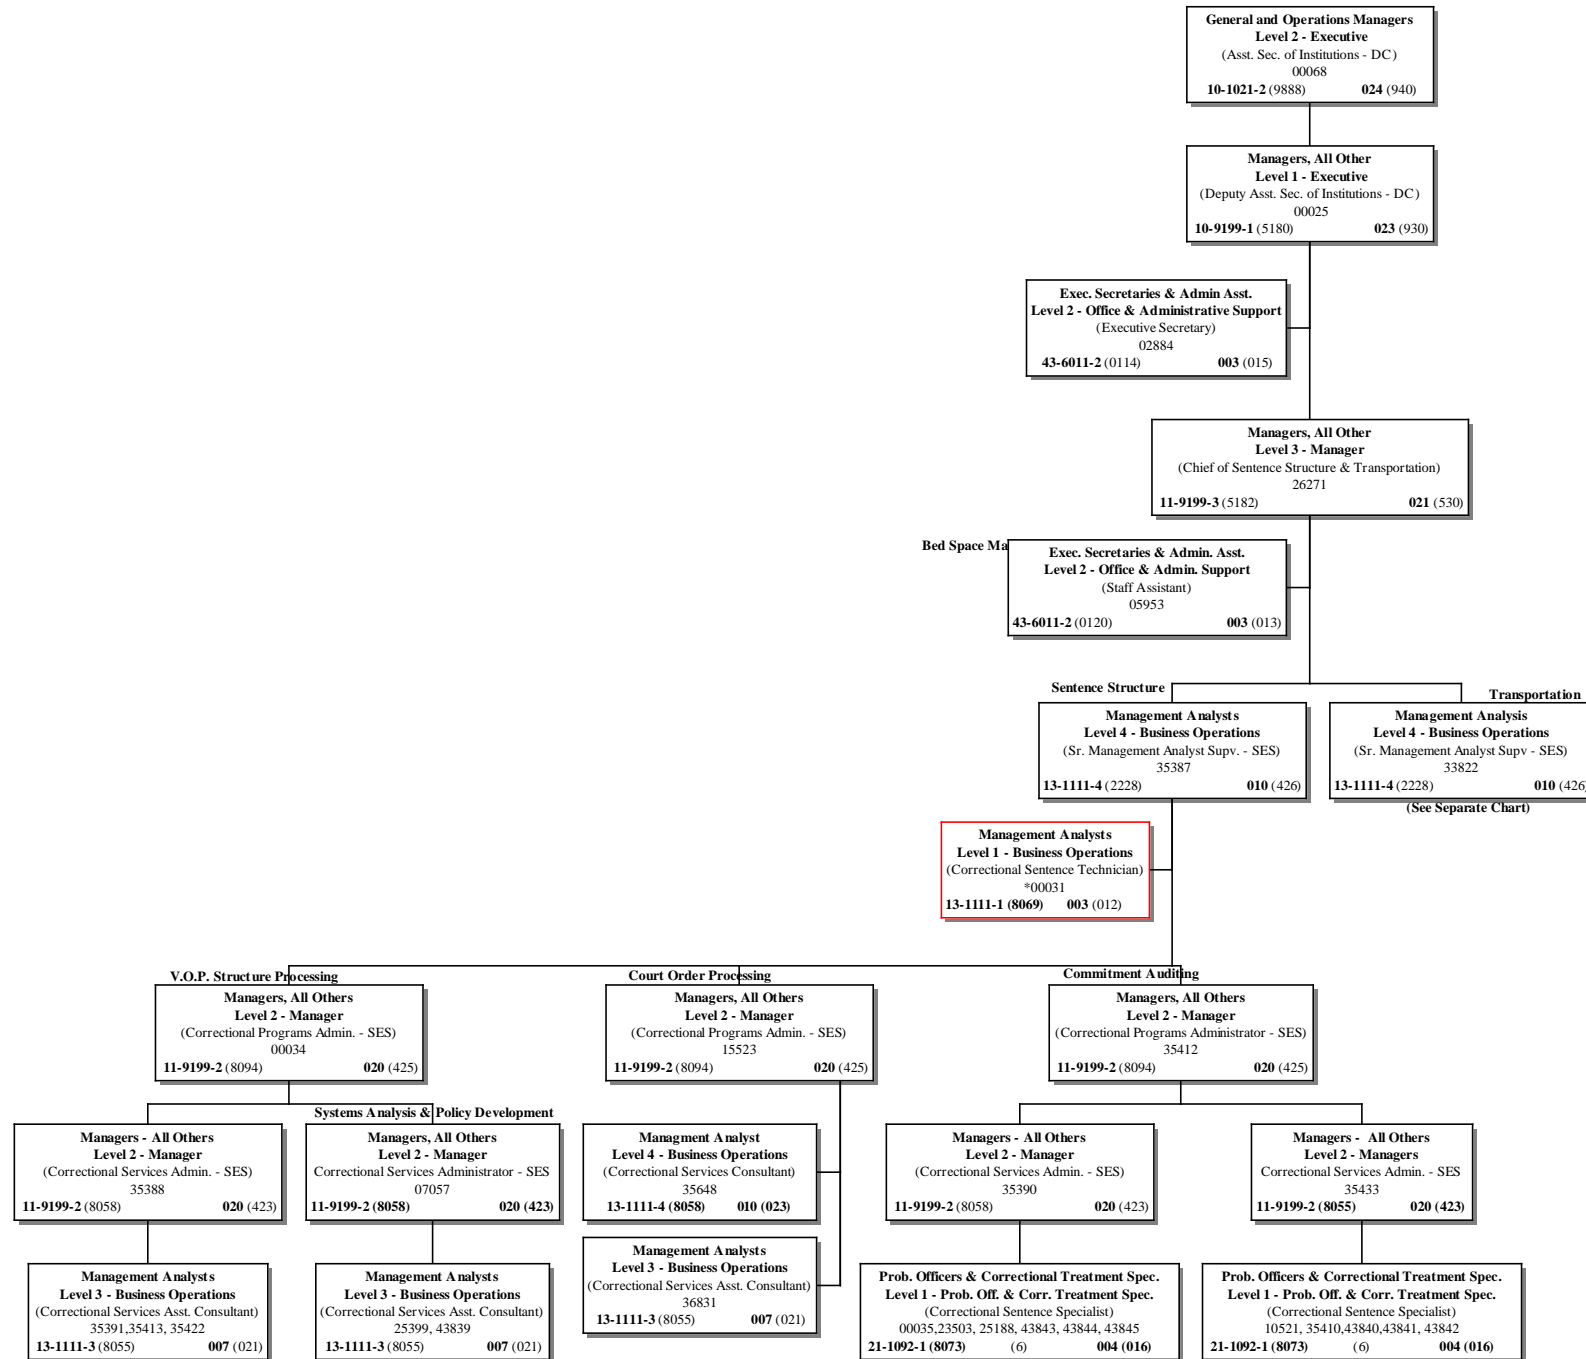 General and Operations Managers
Level 2 - Executive
(Asst. Sec. of Institutions - DC)
00068
10-1021-2 (9888) 024 (940)
Managers, All Other
Level 1 - Executive
(Deputy Asst. Sec. of Institutions - DC)
00025
10-9199-1 (5180) 023 (930)
Exec. Secretaries & Admin Asst.
Level 2 - Office & Administrative Support
(Executive Secretary)
02884
43-6011-2 (0114) 003 (015)
Managers, All Other
Level 3 - Manager
(Chief of Sentence Structure & Transportation)
26271
11-9199-3 (5182) 021 (530)
Bed Space Ma
Exec. Secretaries & Admin. Asst.
Level 2 - Office & Admin. Support
(Staff Assistant)
05953
43-6011-2 (0120) 003 (013)
Sentence Structure
Management Analysts
Level 4 - Business Operations
(Sr. Management Analyst Supv. - SES)
35387
13-1111-4 (2228) 010 (426)
Transportation
Management Analysis
Level 4 - Business Operations
(Sr. Management Analyst Supv - SES)
33822
13-1111-4 (2228) 010 (426)
(See Separate Chart)
Management Analysts
Level 1 - Business Operations
(Correctional Sentence Technician)
*00031
13-1111-1 (8069) 003 (012)
V.O.P. Structure Processing
Managers, All Others
Level 2 - Manager
(Correctional Programs Admin. - SES)
00034
11-9199-2 (8094) 020 (425)
Court Order Processing
Managers, All Others
Level 2 - Manager
(Correctional Programs Admin. - SES)
15523
11-9199-2 (8094) 020 (425)
Commitment Auditing
Managers, All Others
Level 2 - Manager
(Correctional Programs Administrator - SES)
35412
11-9199-2 (8094) 020 (425)
Managers - All Others
Level 2 - Manager
(Correctional Services Admin. - SES)
35388
11-9199-2 (8058) 020 (423)
Systems Analysis & Policy Development
Managers, All Others
Level 2 - Manager
Correctional Services Administrator - SES
07057
11-9199-2 (8058) 020 (423)
Managment Analyst
Level 4 - Business Operations
(Correctional Services Consultant)
35648
13-1111-4 (8058) 010 (023)
Managers - All Others
Level 2 - Manager
(Correctional Services Admin. - SES)
35390
11-9199-2 (8058) 020 (423)
Managers - All Others
Level 2 - Managers
Correctional Services Admin. - SES
35433
11-9199-2 (8055) 020 (423)
Management Analysts
Level 3 - Business Operations
(Correctional Services Asst. Consultant)
35391,35413, 35422
13-1111-3 (8055) 007 (021)
Management Analysts
Level 3 - Business Operations
(Correctional Services Asst. Consultant)
25399, 43839
13-1111-3 (8055) 007 (021)
Management Analysts
Level 3 - Business Operations
(Correctional Services Asst. Consultant)
36831
13-1111-3 (8055) 007 (021)
Prob. Officers & Correctional Treatment Spec.
Level 1 - Prob. Off. & Corr. Treatment Spec.
(Correctional Sentence Specialist)
00035,23503, 25188, 43843, 43844, 43845
21-1092-1 (8073) (6) 004 (016)
Prob. Officers & Correctional Treatment Spec.
Level 1 - Prob. Off. & Corr. Treatment Spec.
(Correctional Sentence Specialist)
10521, 35410,43840,43841, 43842
21-1092-1 (8073) (6) 004 (016)